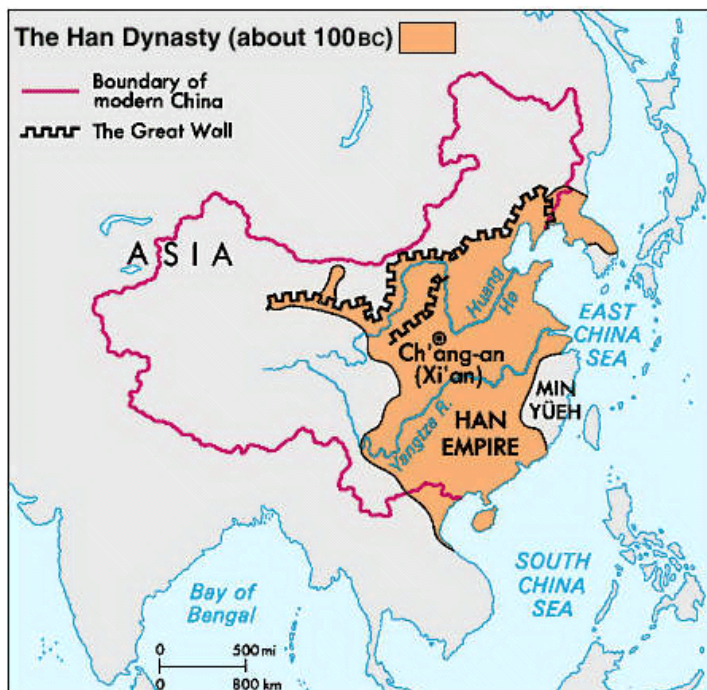 The Han Dynasty (about 100BC)
Boundary of
modern China
The Great Wall
ASIA
Huang
He
EAST
CHINA
SEA
Ch'ang-an
(Xi'an)
MIN
YÜEH
Yangtze R.
HAN
EMPIRE
SOUTH
CHINA
SEA
Bay of
Bengal
0 500 mi
0 800 km